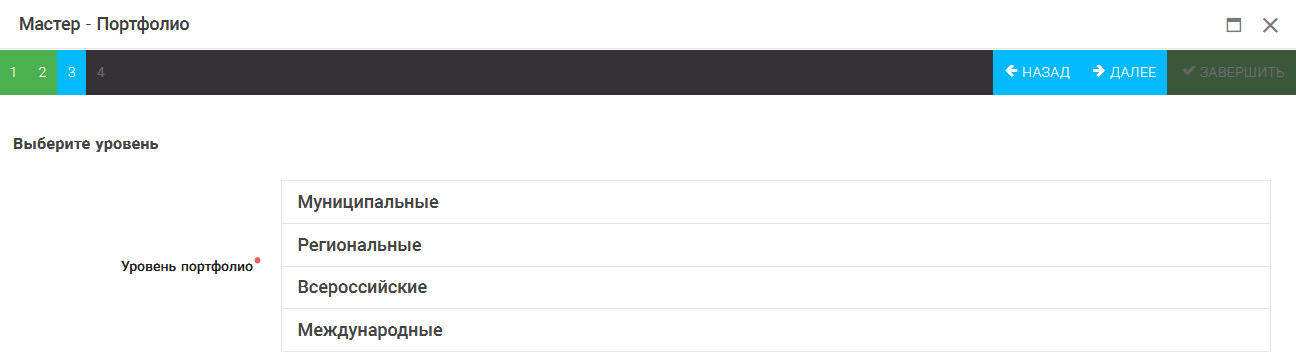 Мастер - Портфолио
1 2 3 4 НАЗАД ДАЛЕЕ ЗАВЕРШИТЬ
Выберите уровень
Муниципальные
Региональные
Уровень портфолио
Всероссийские
Международные